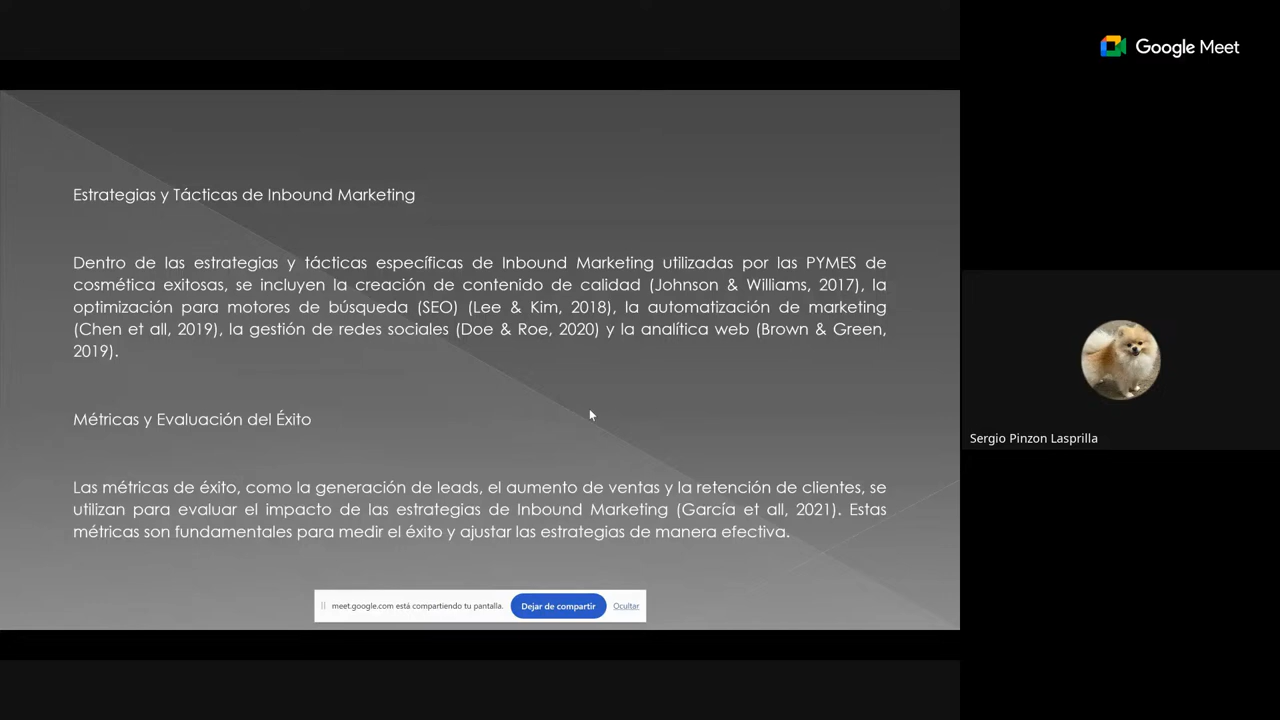 Google Meet
Estrategias y Tácticas de Inbound Marketing
Dentro de las estrategias y tácticas específicas de Inbound Marketing utilizadas por las PYMES de
cosmética exitosas, se incluyen la creación de contenido de calidad (Johnson & Williams, 2017), la
optimización para motores de búsqueda (SEO) (Lee & Kim, 2018), la automatización de marketing
(Chen et all, 2019), la gestión de redes sociales (Doe & Roe, 2020) y la analítica web (Brown & Green,
2019).
Métricas y Evaluación del Éxito
Las métricas de éxito, como la generación de leads, el aumento de ventas y la retención de clientes, se
utilizan para evaluar el impacto de las estrategias de Inbound Marketing (García et all, 2021). Estas
métricas son fundamentales para medir el éxito y ajustar las estrategias de manera efectiva.
meet.google.com está compartiendo tu pantalla. Dejar de compartir Ocultar
Sergio Pinzon Lasprilla